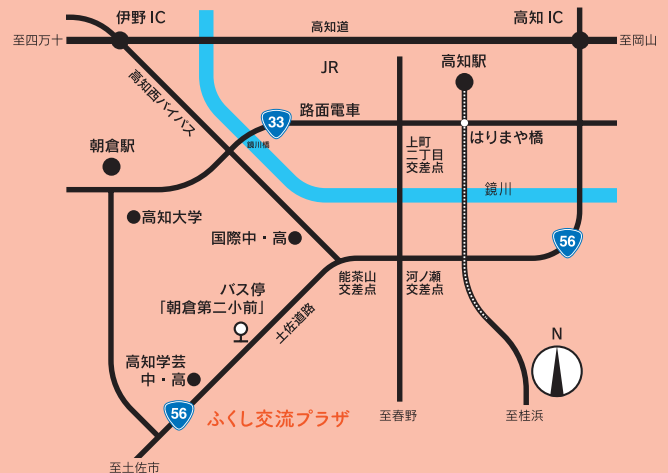 伊野 IC
高知 IC
至四万十
高知道
至岡山
JR
高知駅
高知西バイパス
路面電車
33
はりまや橋
鏡川橋
朝倉駅
上町
二丁目
交差点
鏡川
高知大学
国際中・高
56
能茶山
交差点
河ノ瀬
交差点
バス停
「朝倉第二小前」
土佐道路
N
高知学芸
中・高
56
ふくし交流プラザ
至春野
至桂浜
至土佐市